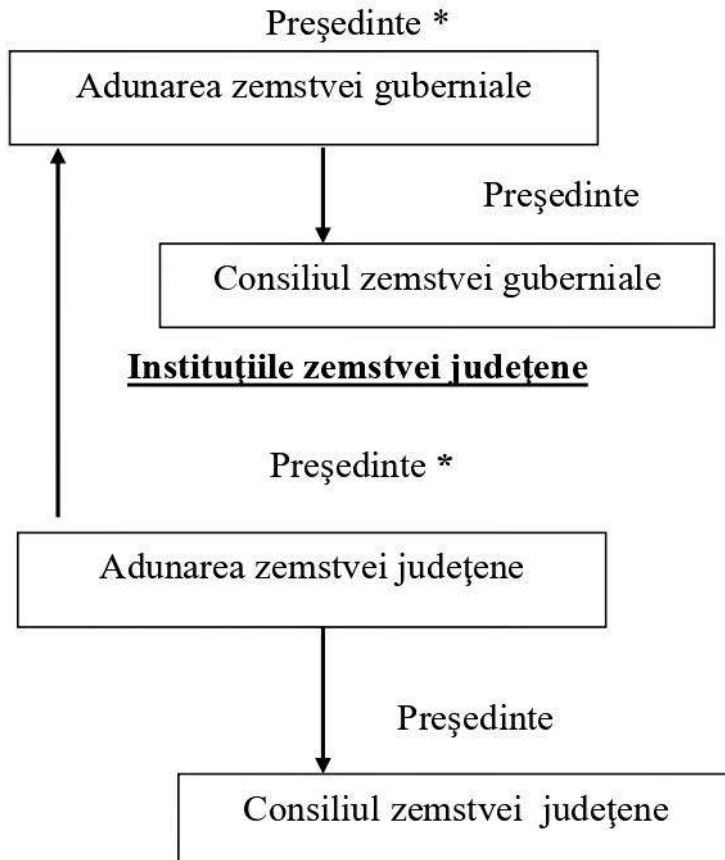 Preşedinte *
Adunarea zemstvei guberniale
Preşedinte
Consiliul zemstvei guberniale
Instituţiile zemstvei judeţene
Preşedinte *
Adunarea zemstvei judeţene
Preşedinte
Consiliul zemstvei judeţene